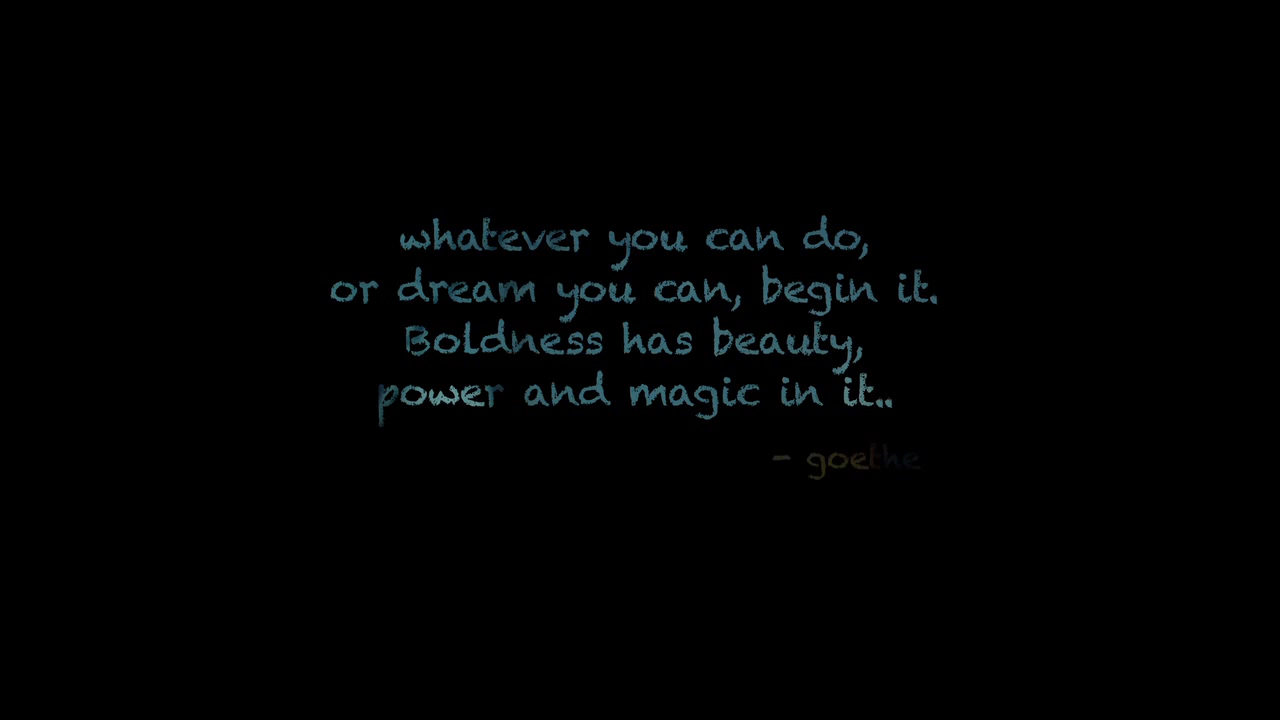 whatever you can do,
or dream you can, begin it.
Boldness has beauty,
power and magic in it..
- goethe